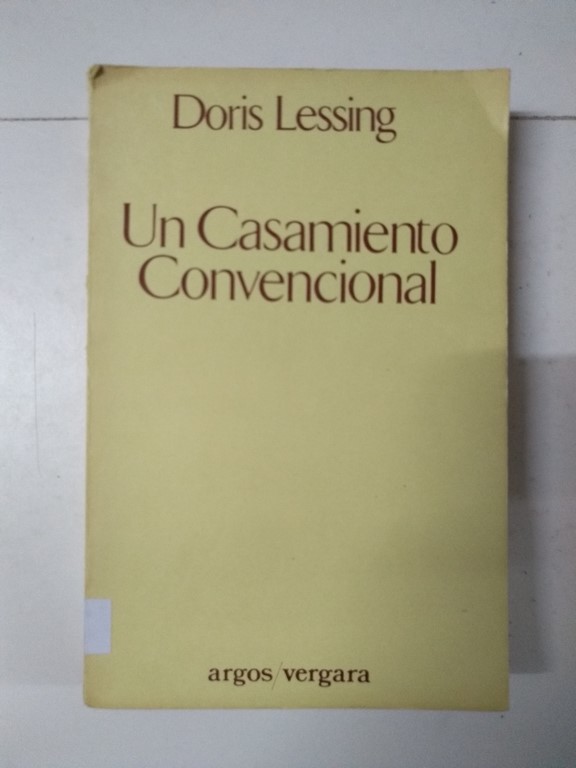 Doris Lessing
Un Casamiento
Convencional
argos/vergara